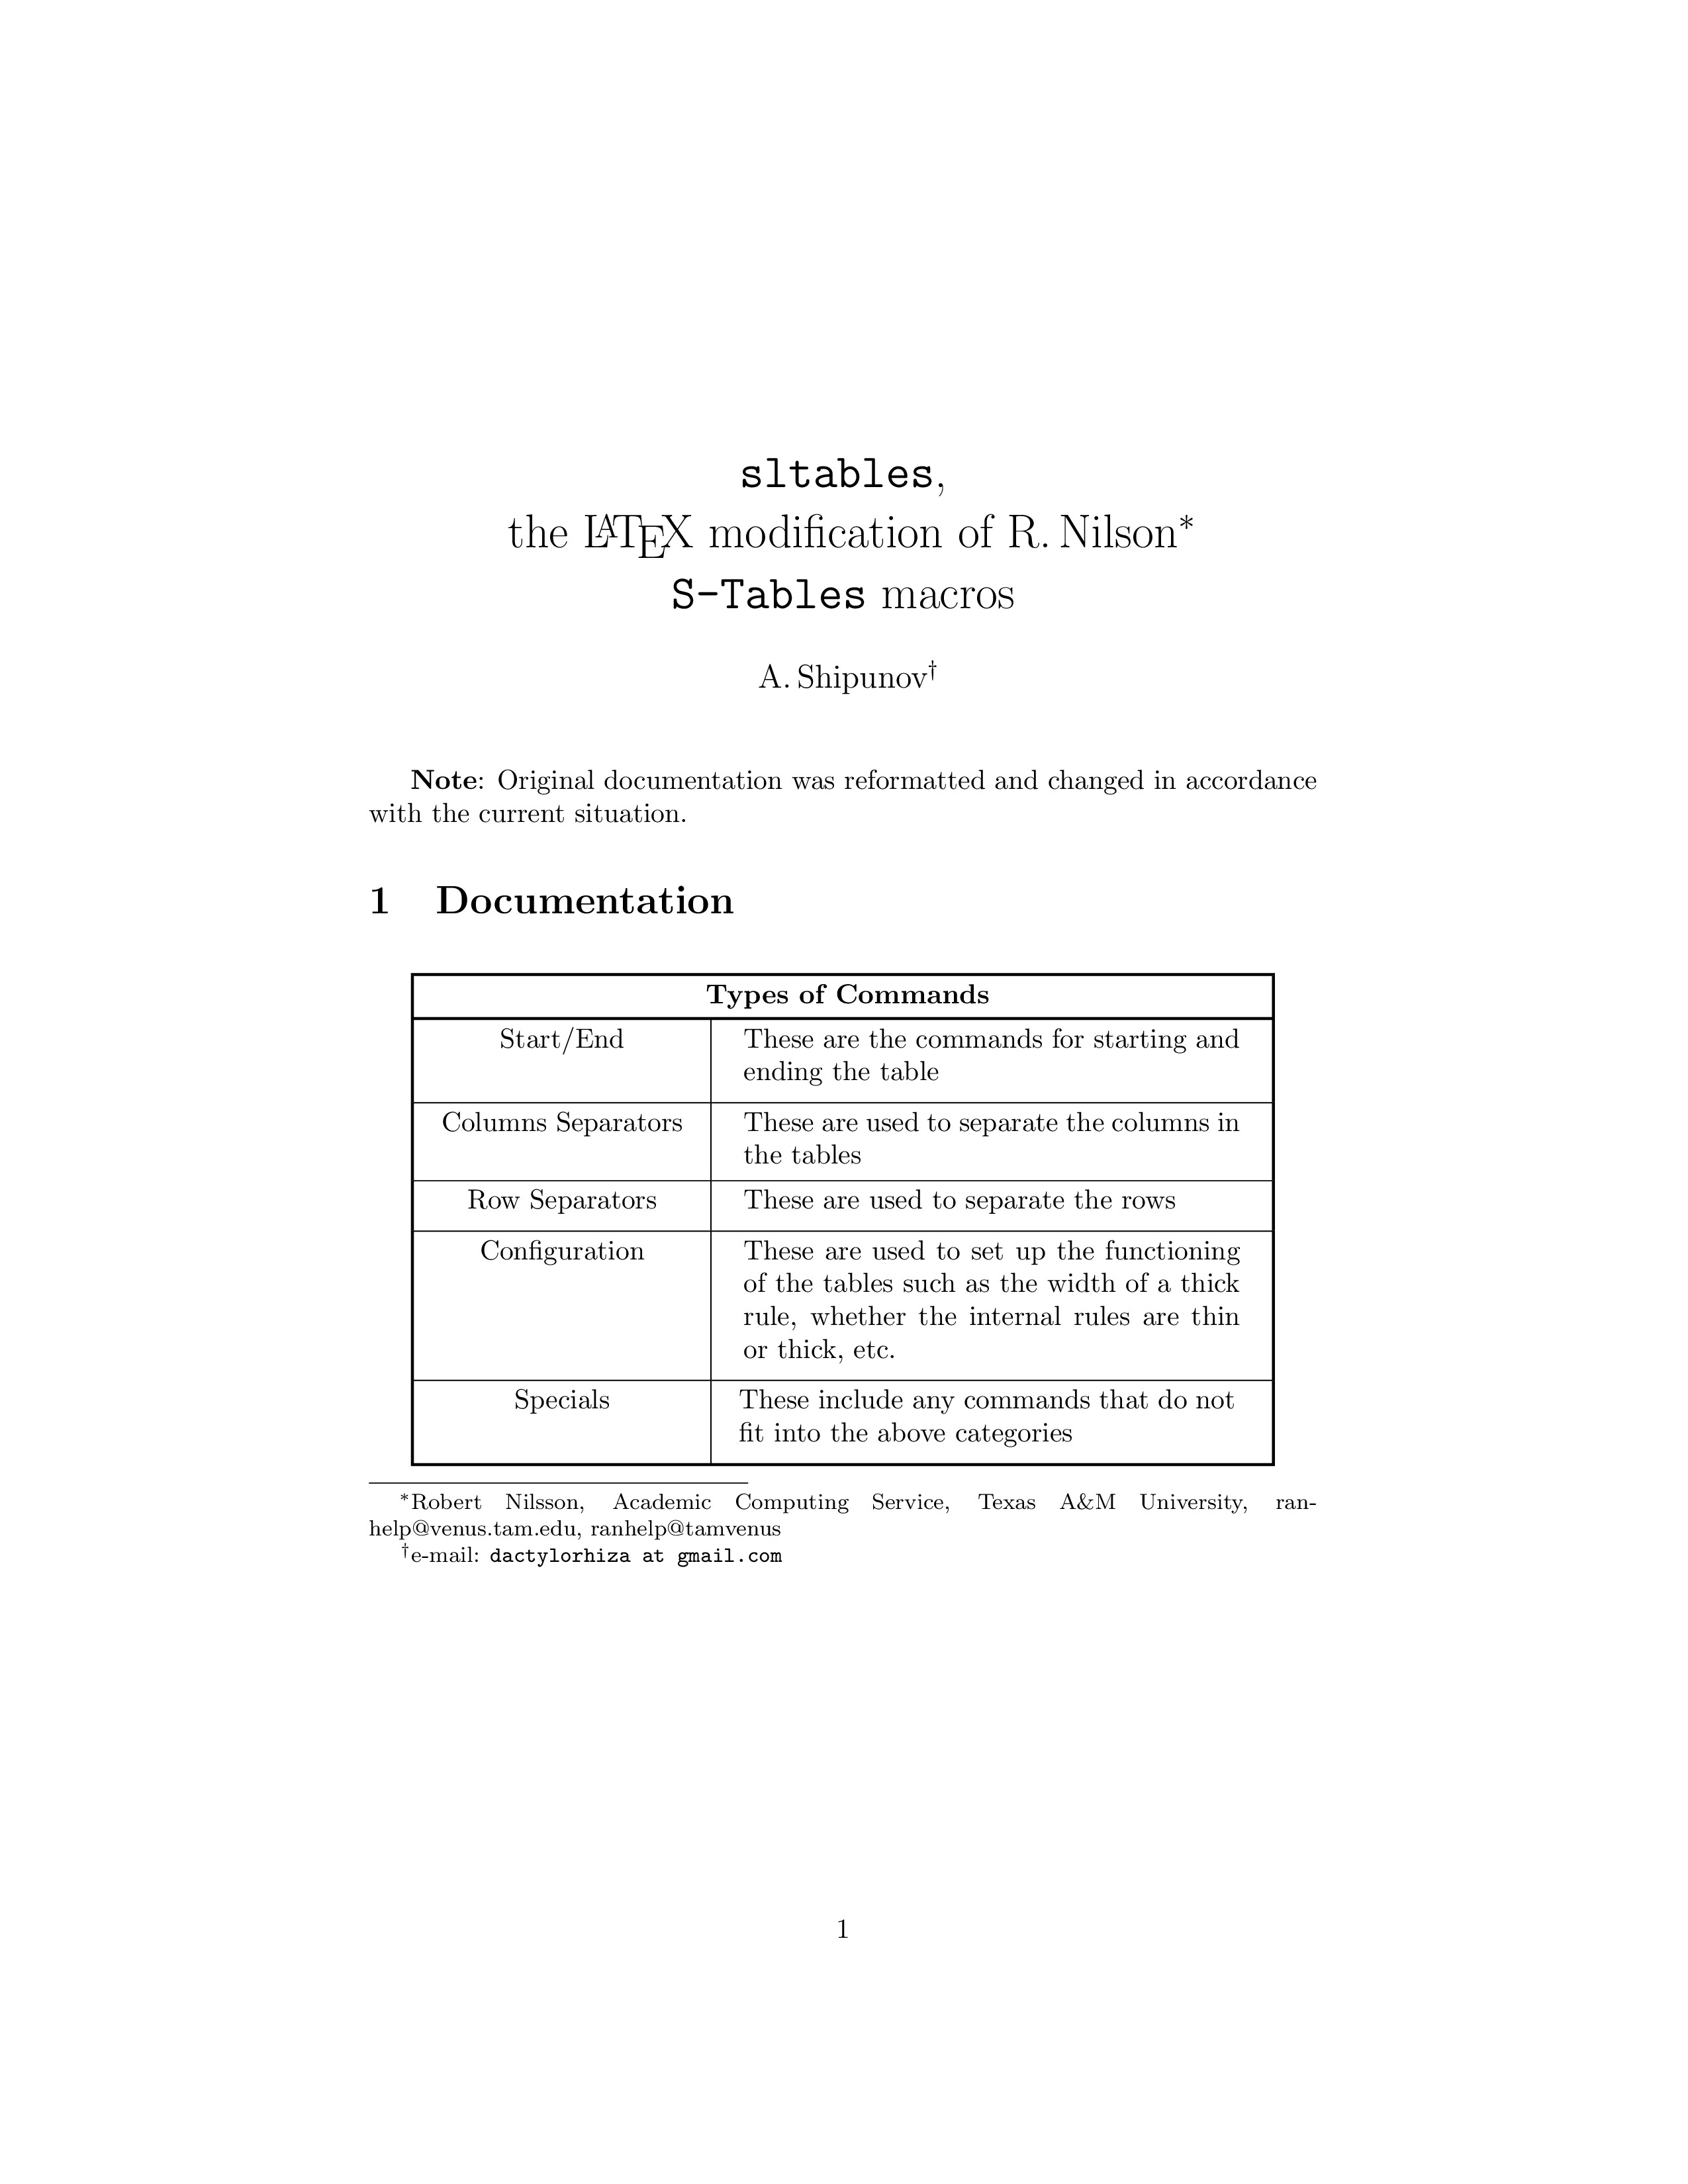 sltables,
the LATEX modification of R. Nilson*
S-Tables macros
A. Shipunov†
Note: Original documentation was reformatted and changed in accordance
with the current situation.
1 Documentation
Types of Commands
Start/End These are the commands for starting and
ending the table
Columns Separators These are used to separate the columns in
the tables
Row Separators These are used to separate the rows
Configuration These are used to set up the functioning
of the tables such as the width of a thick
rule, whether the internal rules are thin
or thick, etc.
Specials These include any commands that do not
fit into the above categories
*Robert Nilsson, Academic Computing Service, Texas A&M University, ran-
help@venus.tam.edu, ranhelp@tamvenus
†e-mail: dactylorhiza at gmail.com
1